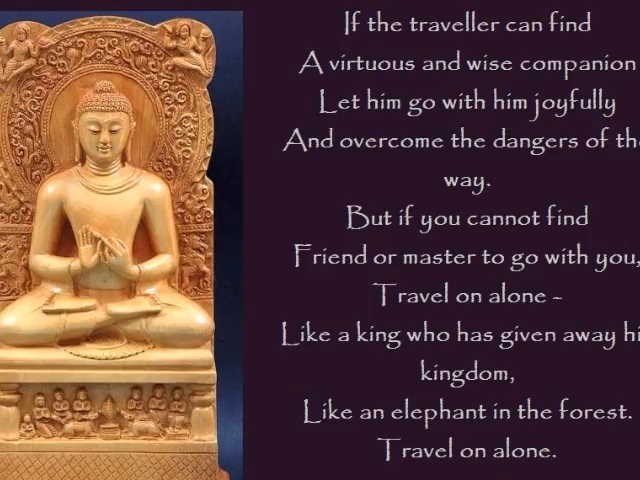 If the traveller can find
A virtuous and wise companion
Let him go with him joyfully
And overcome the dangers of the
way.
But if you cannot find
Friend or master to go with you,
Travel on alone -
Like a king who has given away hi
kingdom,
Like an elephant in the forest.
Travel on alone.